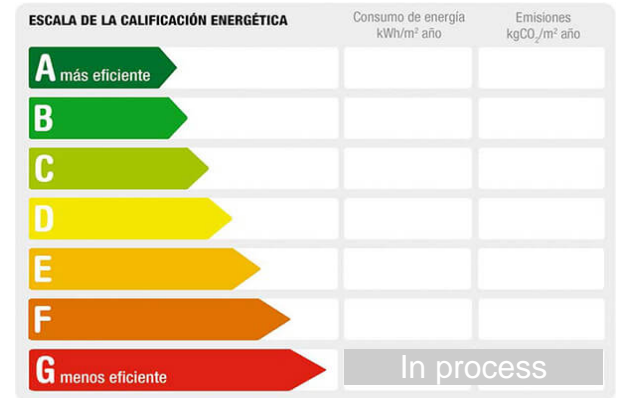 ESCALA DE LA CALIFICACIÓN ENERGÉTICA
Consumo de energía
kWh/m² año
Emisiones
kgCO₂/m² año
A más eficiente
B
C
D
E
F
G menos eficiente
In process